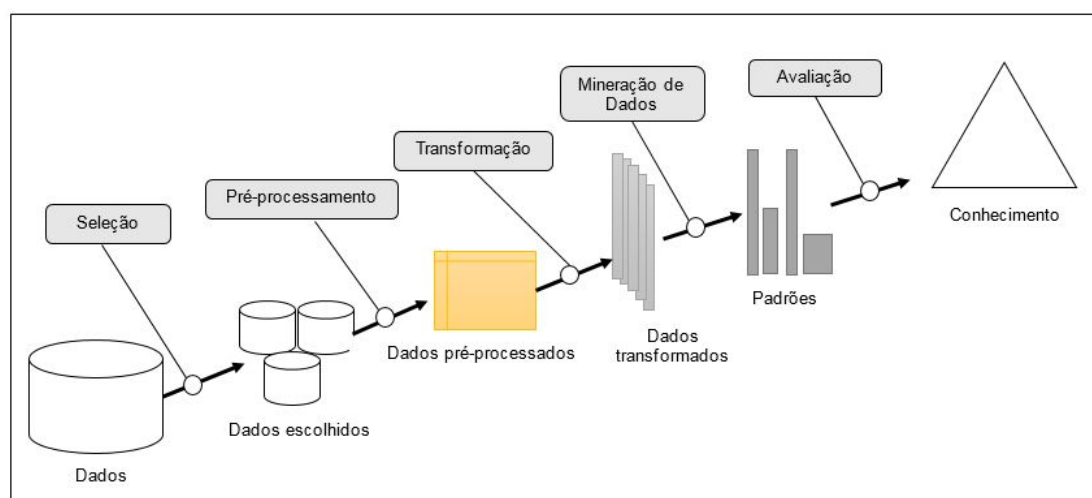 Seleção
Pré-processamento
Transformação
Mineração de
Dados
Avaliação
Dados
Dados escolhidos
Dados pré-processados
Dados
transformados
Padrões
Conhecimento